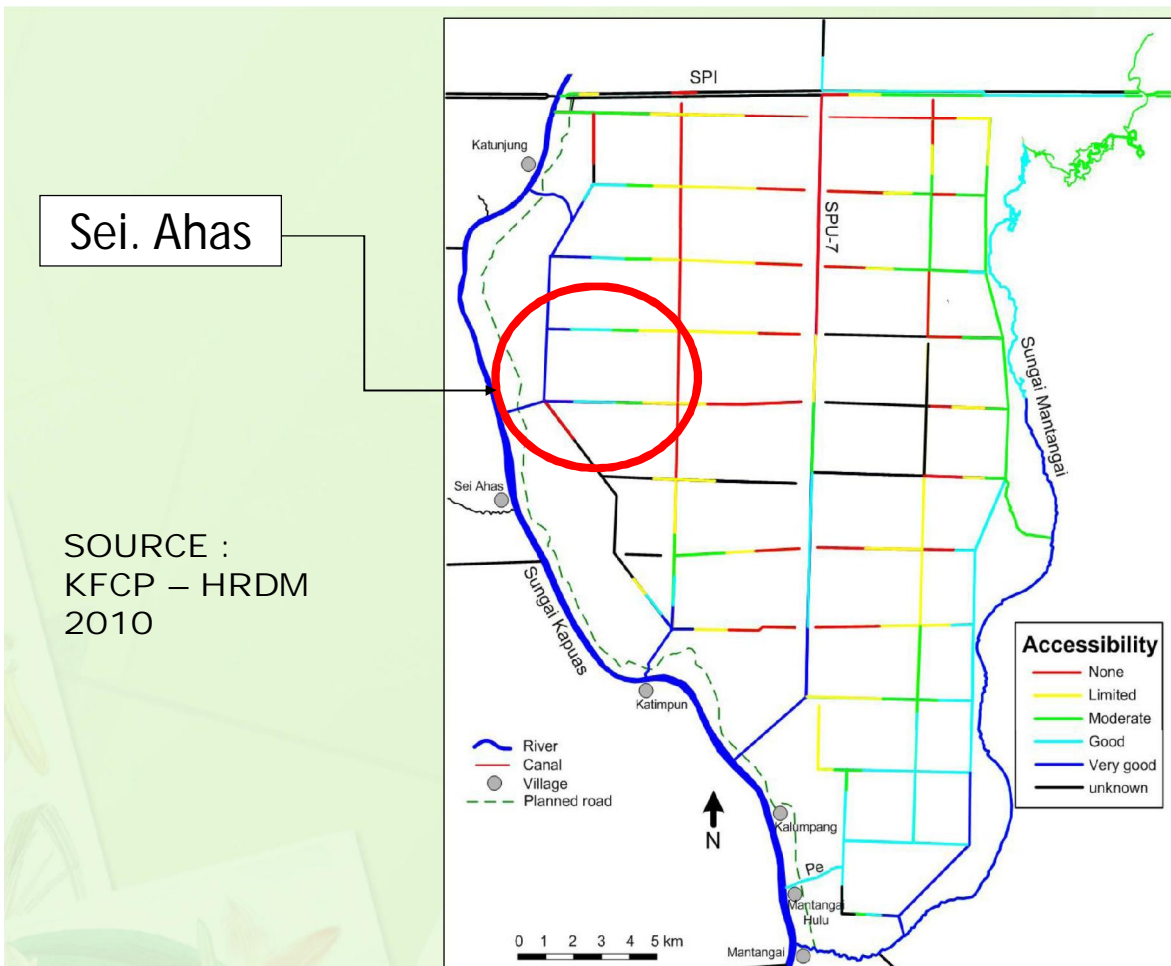 Sei. Ahas
SOURCE :
KFCP – HRDM
2010
SPI
Katunjung
SPU-7
Sungai Mantangai
Sei Ahas
Sungai Kapuas
Katimpun
River
Canal
Village
Planned road
N
Kalumpang
Pe
Mantangai
Hulu
Mantangai
0 1 2 3 4 5 km
Accessibility
None
Limited
Moderate
Good
Very good
unknown